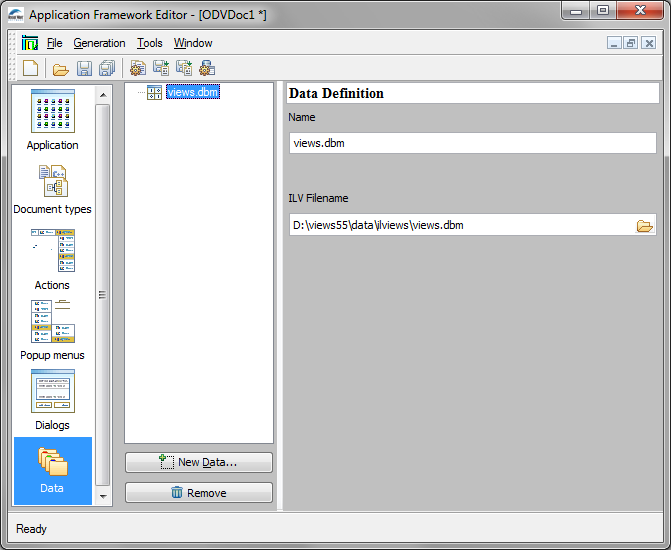 Application Framework Editor - [ODVDoc1 *]
File Generation Tools Window
Application
Document types
Actions
Popup menus
Dialogs
Data
views.dbm
New Data...
Remove
Data Definition
Name
views.dbm
ILV Filename
D:\views55\data\ilviews\views.dbm
Ready